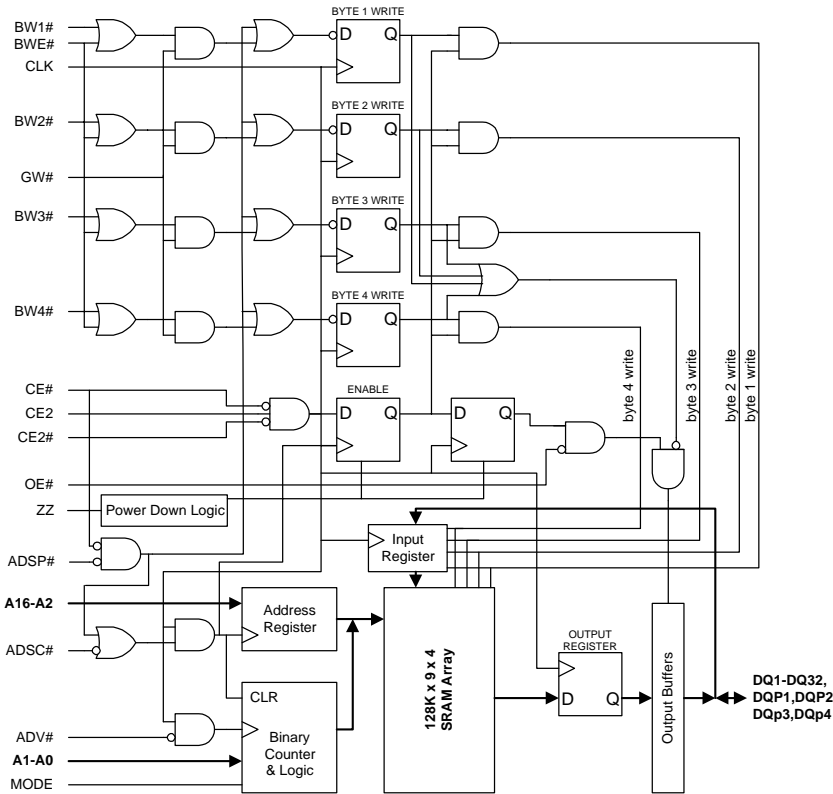 BYTE 1 WRITE
BW1#
BWE#
CLK
D Q
BYTE 2 WRITE
BW2#
D Q
GW#
BYTE 3 WRITE
BW3#
D Q
BYTE 4 WRITE
BW4#
D Q
byte 4 write
byte 3 write
byte 2 write
byte 1 write
CE#
CE2
CE2#
ENABLE
D Q
D Q
OE#
ZZ
Power Down Logic
Input
Register
ADSP#
A16-A2
Address
Register
ADSC#
128K x 9 x 4
SRAM Array
OUTPUT
REGISTER
D Q
Output Buffers
DQ1-DQ32,
DQP1,DQP2
DQp3,DQp4
CLR
Binary
Counter
& Logic
ADV#
A1-A0
MODE